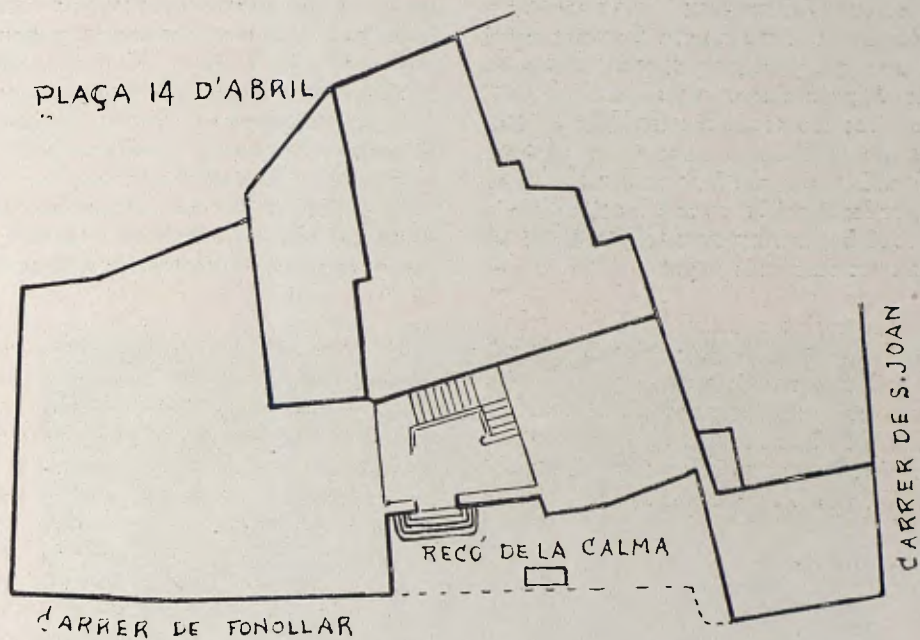 PLAÇA 14 D'ABRIL
CARRER DE S. JOAN
RECÓ DE LA CALMA
CARRER DE FONOLLAR